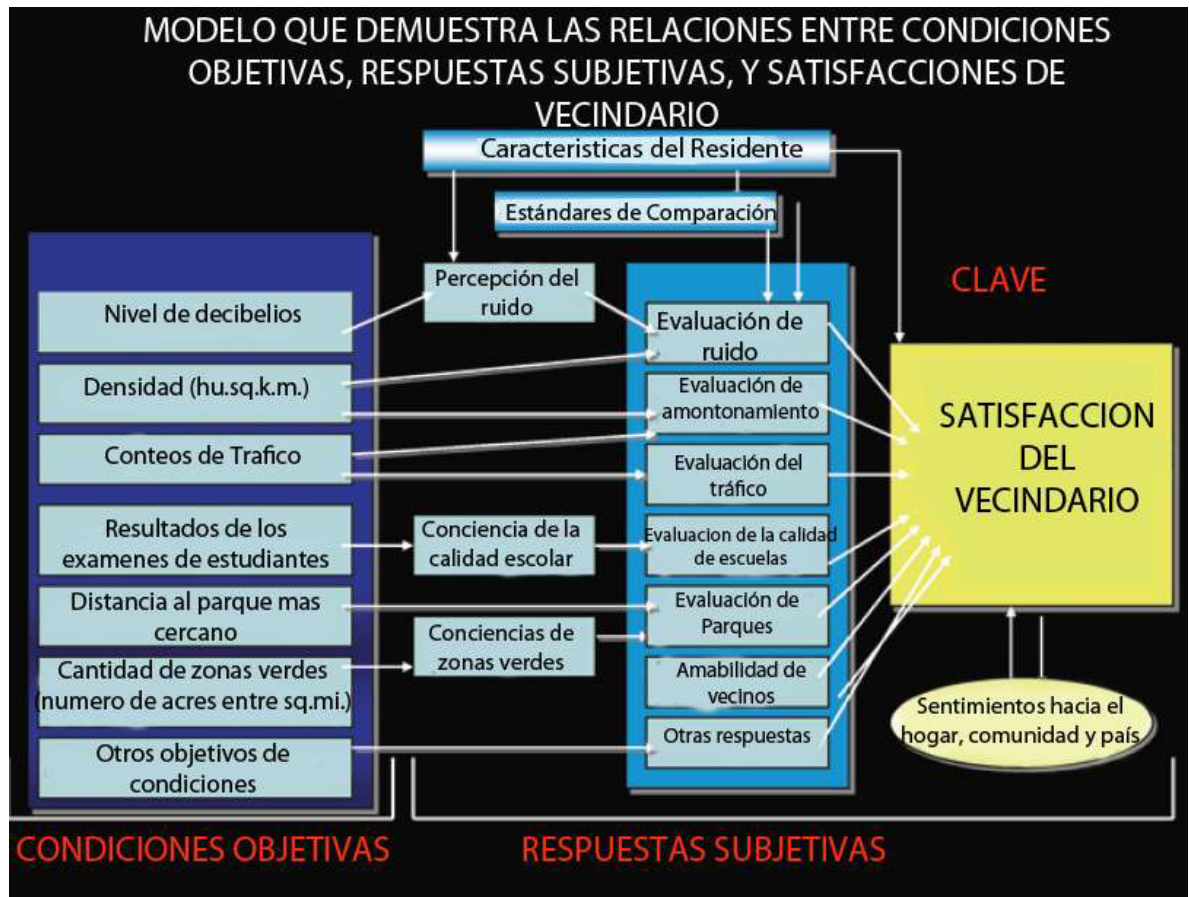 MODELO QUE DEMUESTRA LAS RELACIONES ENTRE CONDICIONES
OBJETIVAS, RESPUESTAS SUBJETIVAS, Y SATISFACCIONES DE
VECINDARIO
Caracteristicas del Residente
Estándares de Comparación
Nivel de decibelios
Densidad (hu.sq.k.m.)
Conteos de Trafico
Resultados de los
examenes de estudiantes
Distancia al parque mas
cercano
Cantidad de zonas verdes
(numero de acres entre sq.mi.)
Otros objetivos de
condiciones
Percepción del
ruido
Conciencia de la
calidad escolar
Conciencias de
zonas verdes
Evaluación de
ruido
Evaluación de
amontonamiento
Evaluación del
tráfico
Evaluacion de la calidad
de escuelas
Evaluación de
Parques
Amabilidad de
vecinos
Otras respuestas
CLAVE
SATISFACCION
DEL
VECINDARIO
Sentimientos hacia el
hogar, comunidad y país
CONDICIONES OBJETIVAS
RESPUESTAS SUBJETIVAS